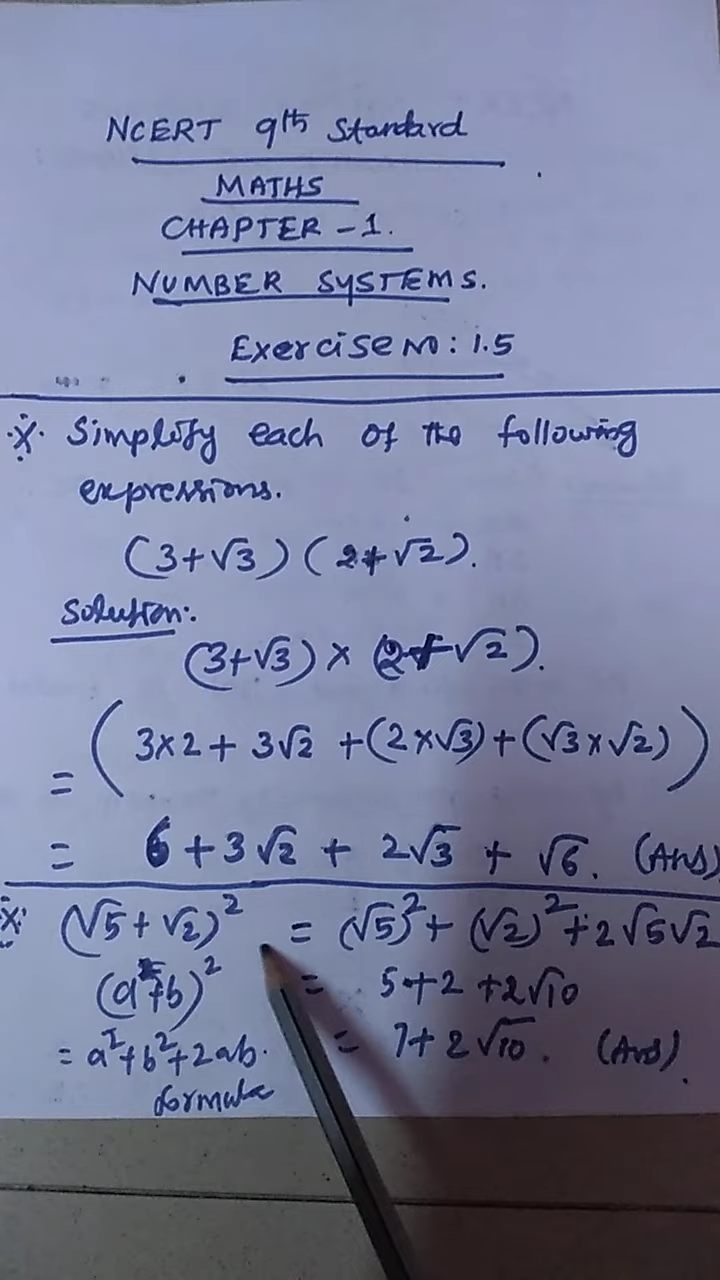 NCERT 9th Standard
MATHS
CHAPTER - 1.
NUMBER SYSTEMS.
Exercise No: 1.5
Simplify each of the following
expressions.
(3+√3)(2+√2).
Solution:
(3+√3) × (2+√2).
= (3×2 + 3√2 + (2×√3) + (√3×√2))
= 6 + 3√2 + 2√3 + √6. (Ans)
(√5 + √2)² = (√5)² + (√2)² + 2√5√2
(a+b)² = 5+2+2√10
= a²+b²+2ab. = 7+2√10. (Ans).
formula